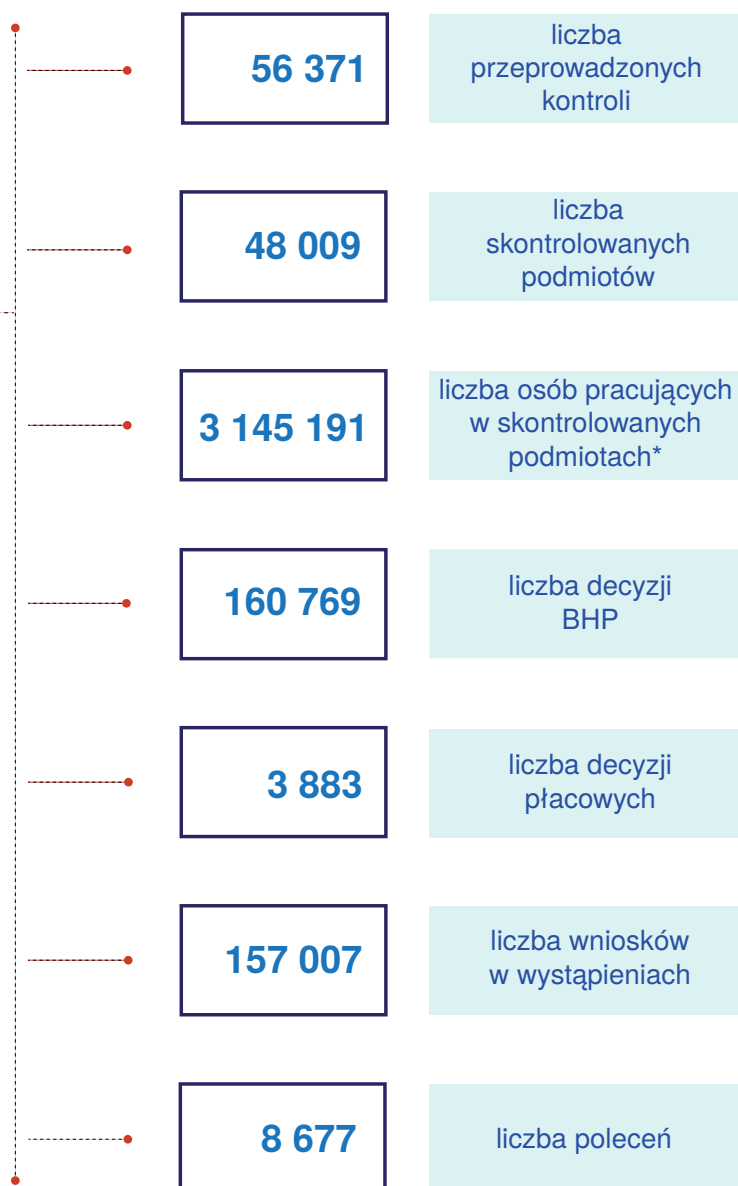 56 371
liczba
przeprowadzonych
kontroli
48 009
liczba
skontrolowanych
podmiotów
3 145 191
liczba osób pracujących
w skontrolowanych
podmiotach*
160 769
liczba decyzji
BHP
3 883
liczba decyzji
płacowych
157 007
liczba wniosków
w wystąpieniach
8 677
liczba poleceń